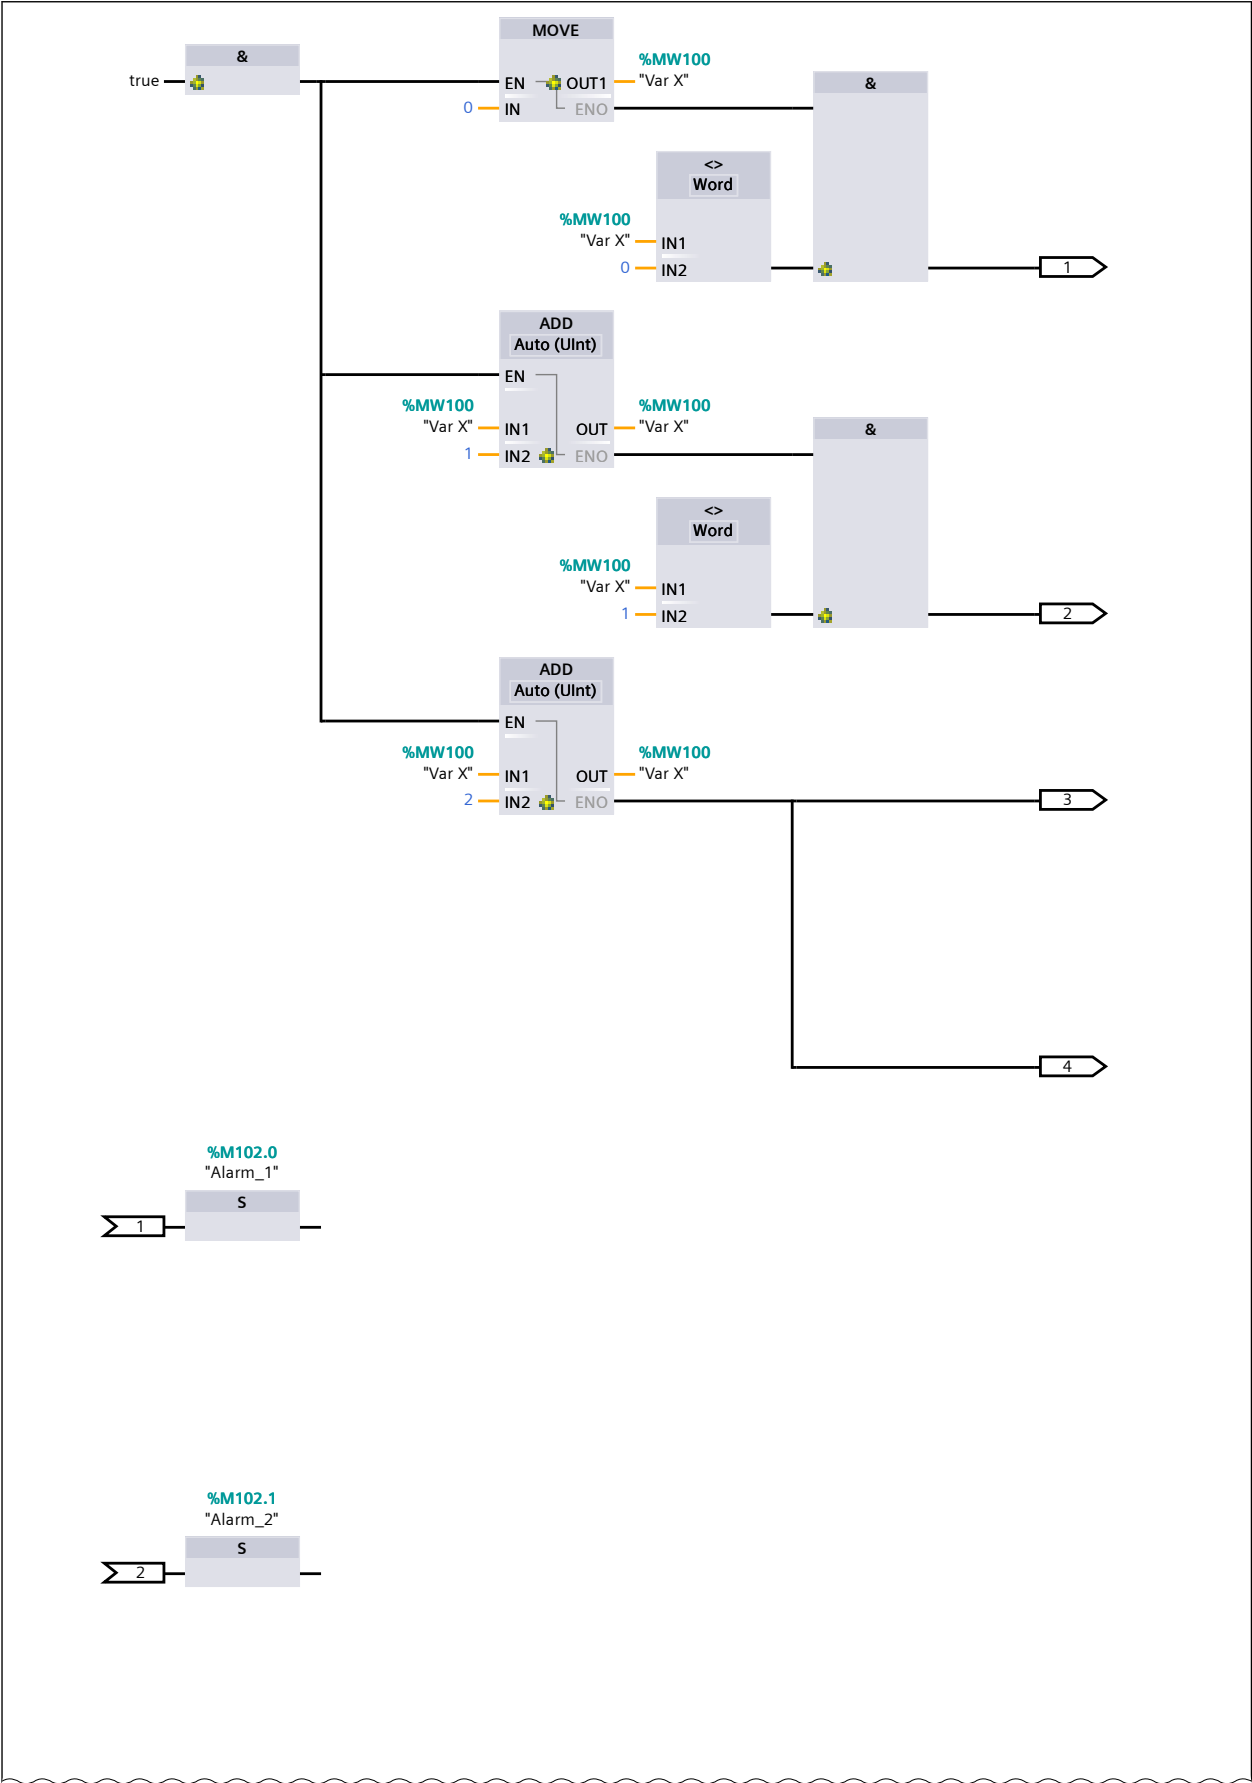 MOVE
&
%MW100
true
EN
OUT1
"Var X"
&
0
IN
ENO
<>
Word
%MW100
"Var X"
IN1
0
IN2
1
ADD
Auto (UInt)
EN
%MW100
%MW100
"Var X"
IN1
OUT
"Var X"
&
1
IN2
ENO
<>
Word
%MW100
"Var X"
IN1
1
IN2
2
ADD
Auto (UInt)
EN
%MW100
%MW100
"Var X"
IN1
OUT
"Var X"
2
IN2
ENO
3
4
%M102.0
"Alarm_1"
S
1
%M102.1
"Alarm_2"
S
2